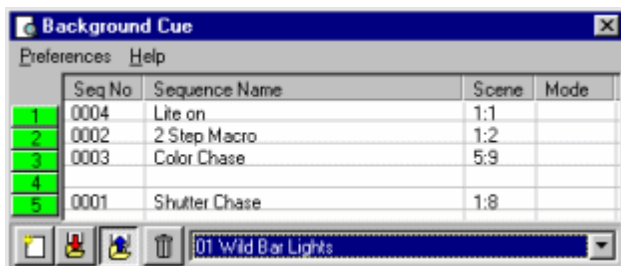 Background Cue
Preferences Help
Seq No Sequence Name Scene Mode
1 0004 Lite on 1:1
2 0002 2 Step Macro 1:2
3 0003 Color Chase 5:9
4
5 0001 Shutter Chase 1:8
01 Wild Bar Lights